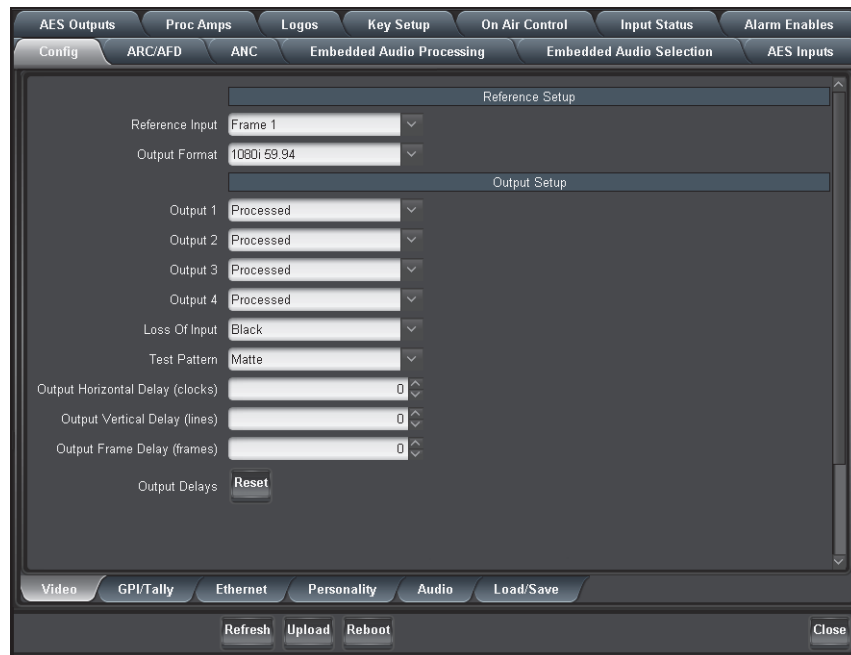 AES Outputs Proc Amps Logos Key Setup On Air Control Input Status Alarm Enables
Config ARC/AFD ANC Embedded Audio Processing Embedded Audio Selection AES Inputs
Reference Setup
Reference Input Frame 1
Output Format 1080i 59.94
Output Setup
Output 1 Processed
Output 2 Processed
Output 3 Processed
Output 4 Processed
Loss Of Input Black
Test Pattern Matte
Output Horizontal Delay (clocks) 0
Output Vertical Delay (lines) 0
Output Frame Delay (frames) 0
Output Delays Reset
Video GPI/Tally Ethernet Personality Audio Load/Save
Refresh Upload Reboot Close